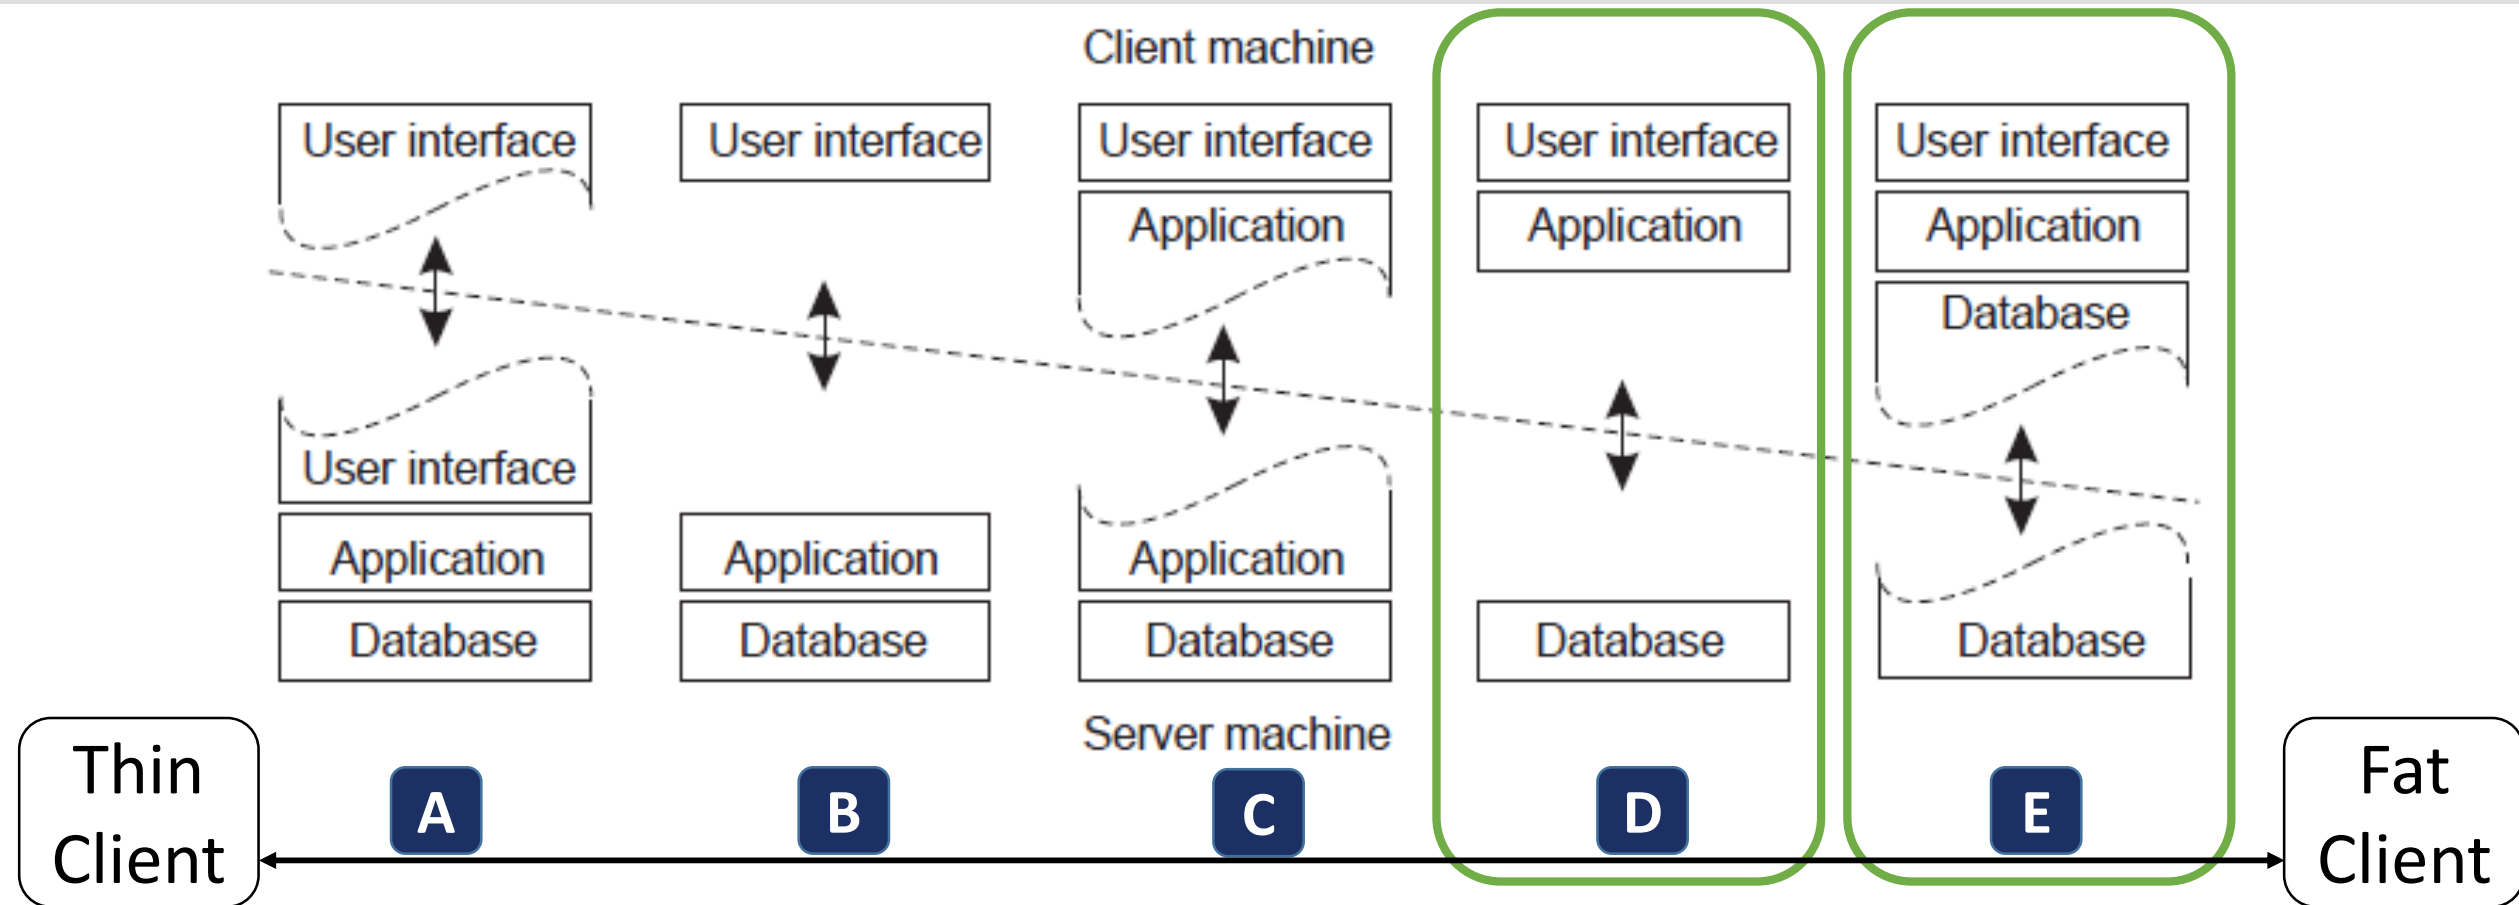 Client machine
User interface
User interface
User interface
User interface
User interface
Application
Application
Application
Database
User interface
Application
Application
Application
Database
Database
Database
Database
Database
Server machine
Thin
Client
A
B
C
D
E
Fat
Client